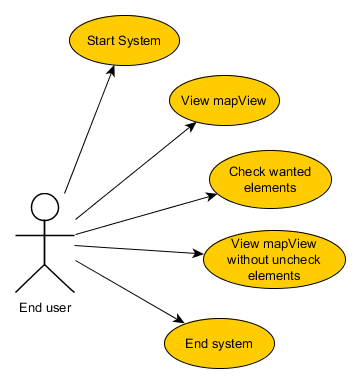 Start System
View mapView
Check wanted
elements
View mapView
without uncheck
elements
End user
End system